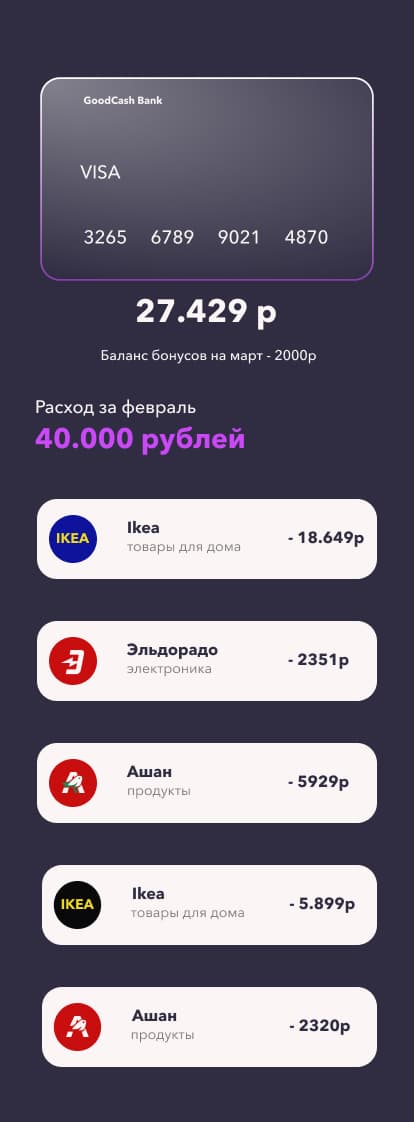 GoodCash Bank
VISA
3265 6789 9021 4870
27.429 р
Баланс бонусов на март - 2000р
Расход за февраль
40.000 рублей
IKEA
Ikea
товары для дома
- 18.649р
Эльдорадо
электроника
- 2351р
Ашан
продукты
- 5929р
IKEA
Ikea
товары для дома
- 5.899р
Ашан
продукты
- 2320р